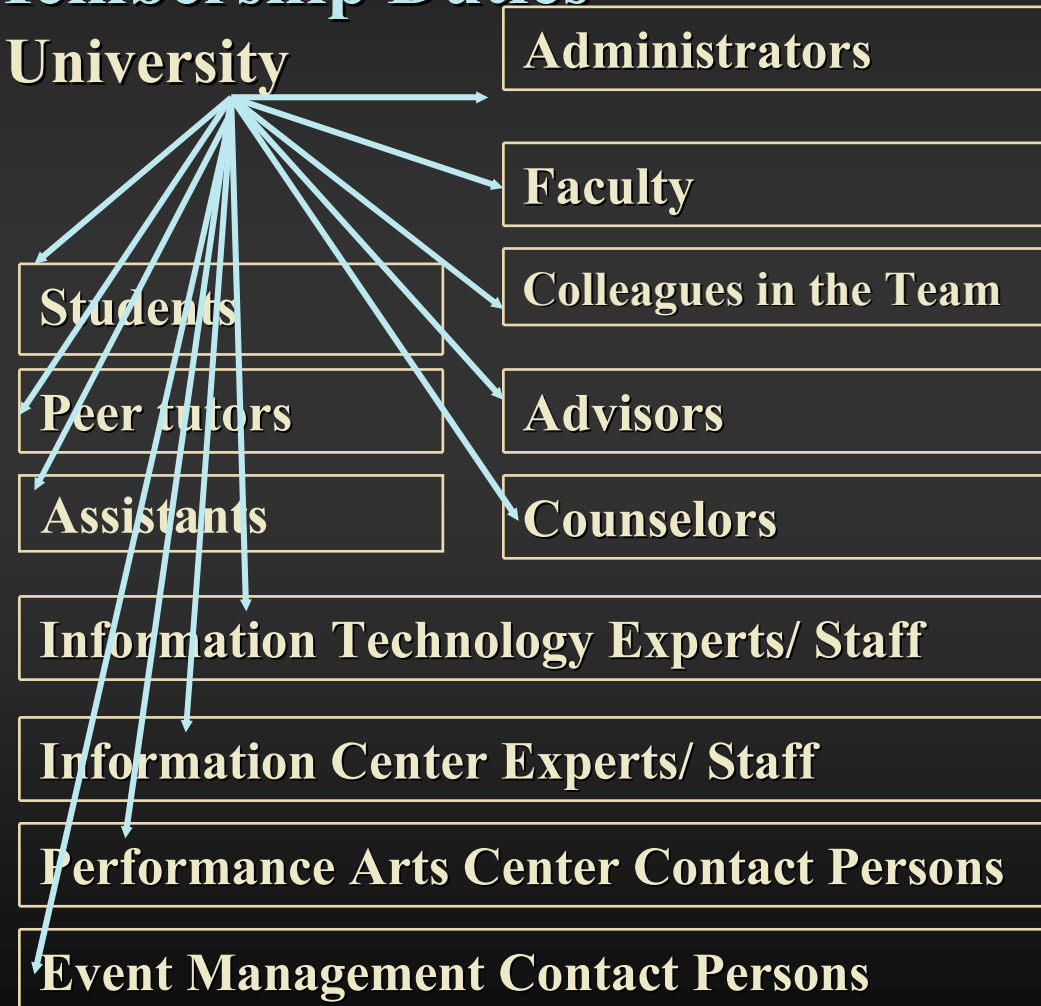 Duties
University
Administrators
Faculty
Students
Colleagues in the Team
Peer tutors
Advisors
Assistants
Counselors
Information Technology Experts/ Staff
Information Center Experts/ Staff
Performance Arts Center Contact Persons
Event Management Contact Persons